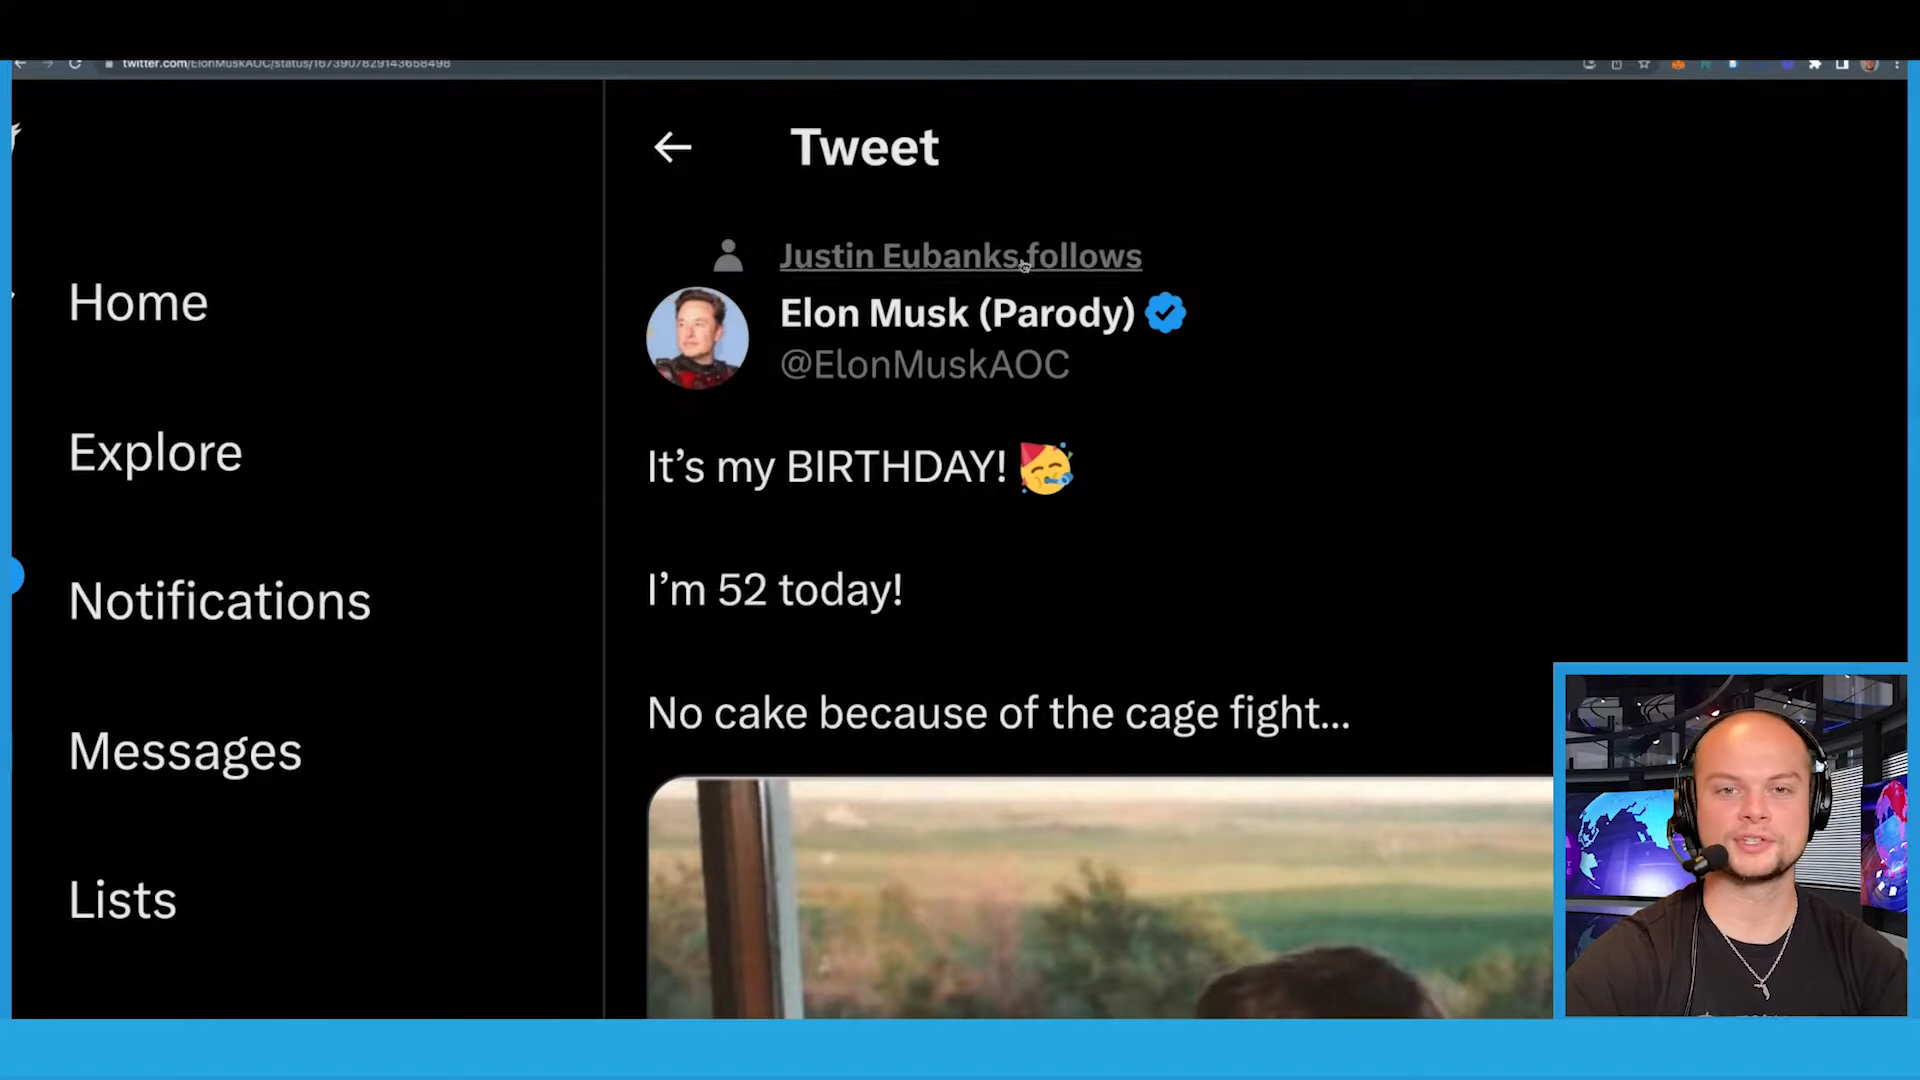 twitter.com/ElonMuskAOC/status/1673907829143658498
Tweet
Justin Eubanks follows
Elon Musk (Parody)
@ElonMuskAOC
It’s my BIRTHDAY! 🥳
I’m 52 today!
No cake because of the cage fight...
Home
Explore
Notifications
Messages
Lists